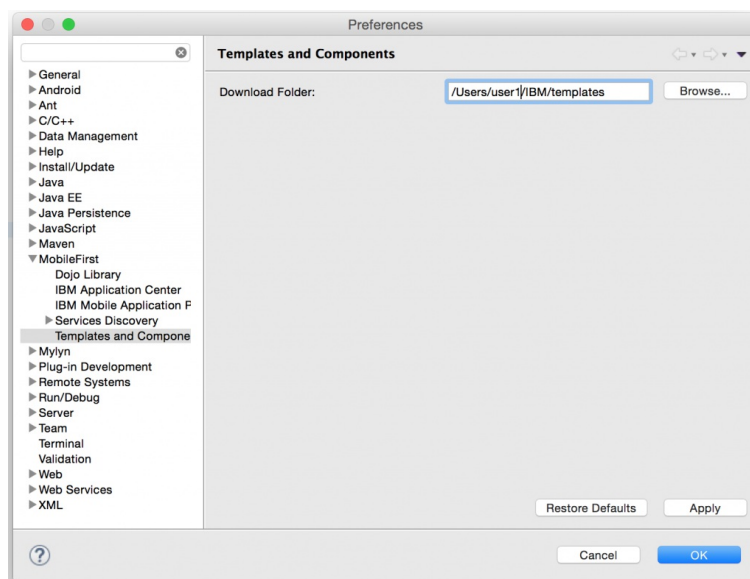 Preferences
Templates and Components
General
Android
Ant
C/C++
Data Management
Help
Install/Update
Java
Java EE
Java Persistence
JavaScript
Maven
MobileFirst
Dojo Library
IBM Application Center
IBM Mobile Application P
Services Discovery
Templates and Compone
Mylyn
Plug-in Development
Remote Systems
Run/Debug
Server
Team
Terminal
Validation
Web
Web Services
XML
Download Folder: /Users/user1/IBM/templates Browse...
Restore Defaults Apply
? Cancel OK